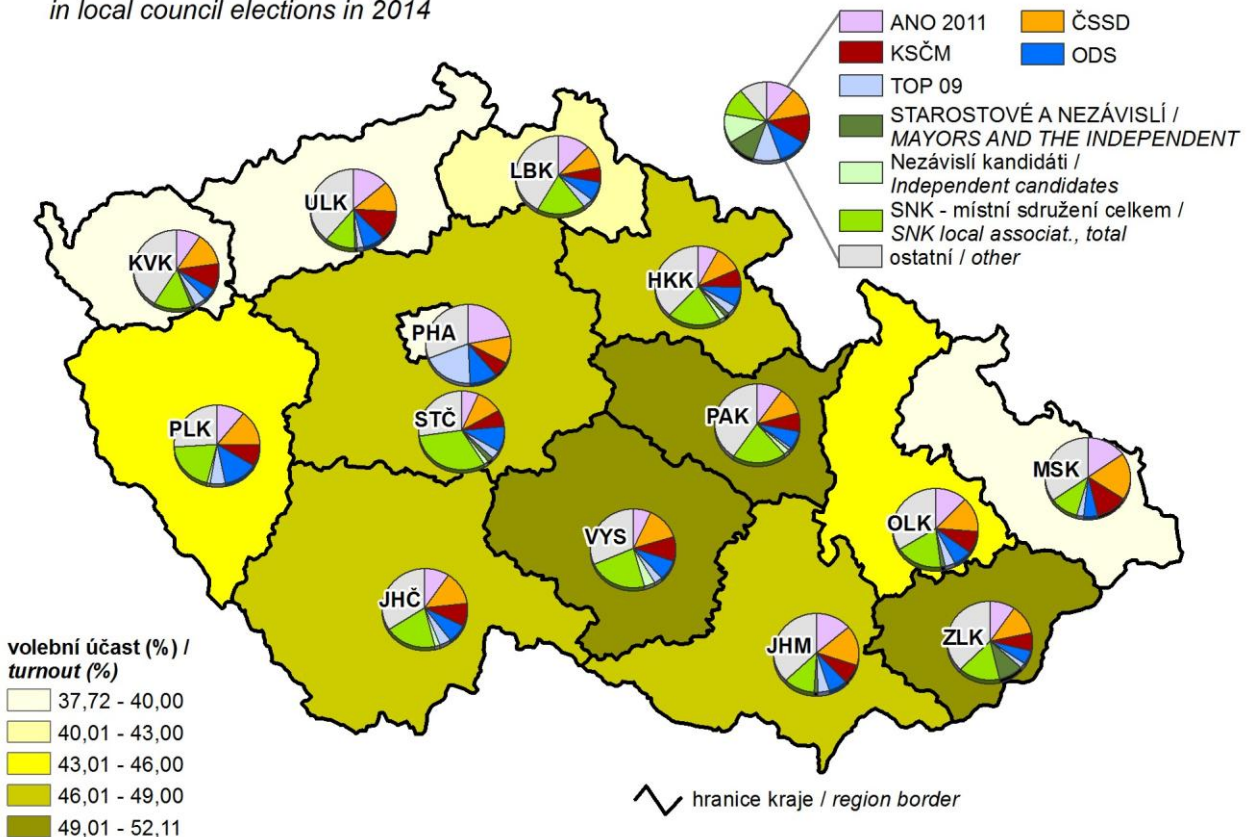 in local council elections in 2014
ANO 2011
ČSSD
KSČM
ODS
TOP 09
STAROSTOVÉ A NEZÁVISLÍ /
MAYORS AND THE INDEPENDENT
Nezávislí kandidáti /
Independent candidates
SNK - místní sdružení celkem /
SNK local associat., total
ostatní / other
LBK
ULK
KVK
HKK
PHA
STČ
PLK
PAK
MSK
OLK
VYS
JHČ
JHM
ZLK
volební účast (%) /
turnout (%)
37,72 - 40,00
40,01 - 43,00
43,01 - 46,00
46,01 - 49,00
49,01 - 52,11
hranice kraje / region border